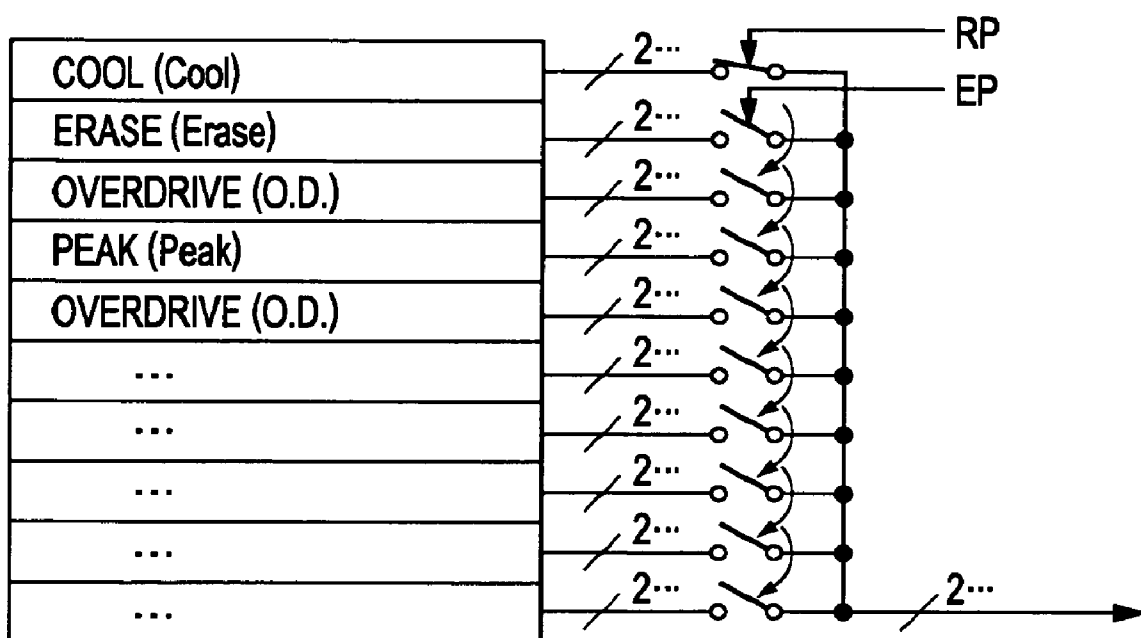 COOL (Cool) 2... RP
ERASE (Erase) 2... EP
OVERDRIVE (O.D.) 2...
PEAK (Peak) 2...
OVERDRIVE (O.D.) 2...
... 2...
... 2...
... 2...
... 2...
... 2... 2...